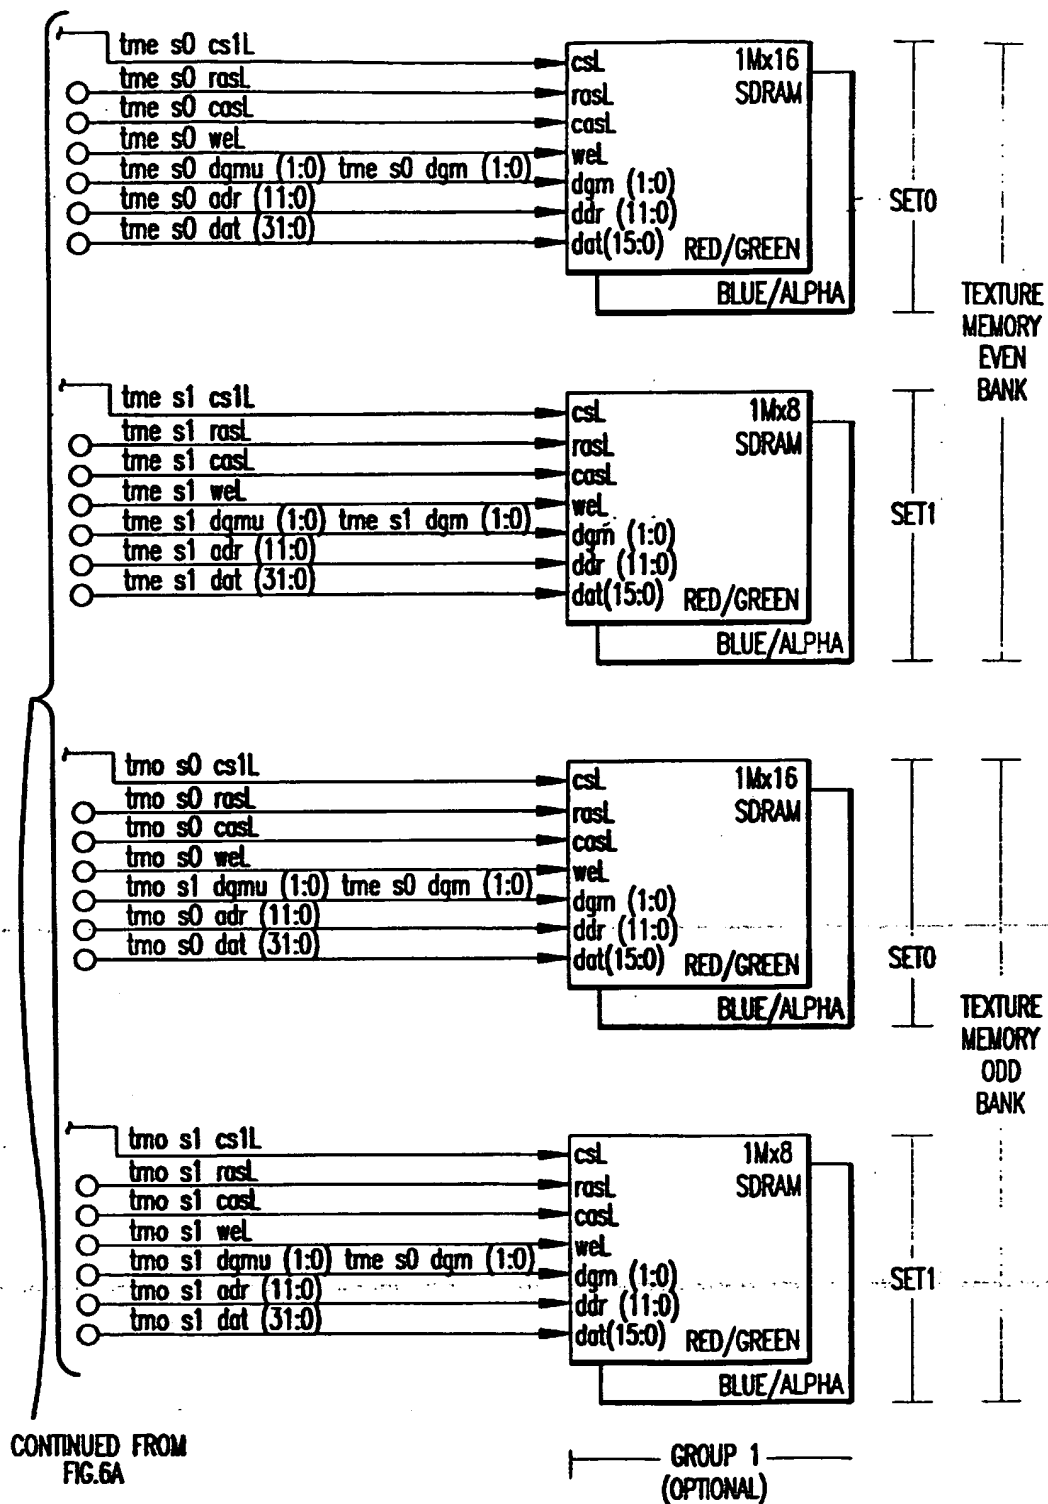 tme s0 cs1L
tme s0 rasL
tme s0 casL
tme s0 weL
tme s0 dqmu (1:0) tme s0 dqm (1:0)
tme s0 adr (11:0)
tme s0 dat (31:0)
csL
rasL
casL
weL
dqm (1:0)
ddr (11:0)
dat(15:0)
1Mx16
SDRAM
RED/GREEN
BLUE/ALPHA
SET0
tme s1 cs1L
tme s1 rasL
tme s1 casL
tme s1 weL
tme s1 dqmu (1:0) tme s1 dqm (1:0)
tme s1 adr (11:0)
tme s1 dat (31:0)
csL
rasL
casL
weL
dqm (1:0)
ddr (11:0)
dat(15:0)
1Mx8
SDRAM
RED/GREEN
BLUE/ALPHA
SET1
TEXTURE
MEMORY
EVEN
BANK
tmo s0 cs1L
tmo s0 rasL
tmo s0 casL
tmo s0 weL
tmo s1 dqmu (1:0) tme s0 dqm (1:0)
tmo s0 adr (11:0)
tmo s0 dat (31:0)
csL
rasL
casL
weL
dqm (1:0)
ddr (11:0)
dat(15:0)
1Mx16
SDRAM
RED/GREEN
BLUE/ALPHA
SET0
tmo s1 cs1L
tmo s1 rasL
tmo s1 casL
tmo s1 weL
tmo s1 dqmu (1:0) tme s0 dqm (1:0)
tmo s1 adr (11:0)
tmo s1 dat (31:0)
csL
rasL
casL
weL
dqm (1:0)
ddr (11:0)
dat(15:0)
1Mx8
SDRAM
RED/GREEN
BLUE/ALPHA
SET1
TEXTURE
MEMORY
ODD
BANK
CONTINUED FROM
FIG.6A
GROUP 1
(OPTIONAL)